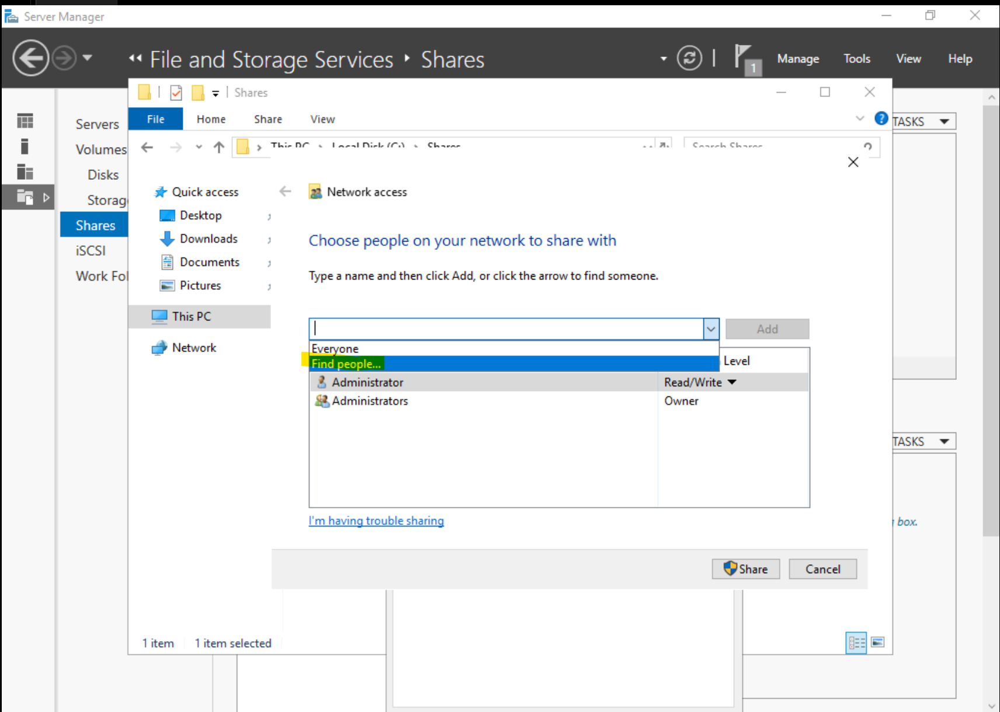 Server Manager
File and Storage Services
Shares
1
Manage
Tools
View
Help
Shares
File
Home
Share
View
?
TASKS
Servers
Volumes
Disks
Shares
iSCSI
This PC
Local Disk (C:)
Shares
Search Shares
Quick access
Desktop
Downloads
Documents
Pictures
This PC
Network
Network access
Choose people on your network to share with
Type a name and then click Add, or click the arrow to find someone.
Add
Everyone
Find people...
Level
Administrator
Read/Write
Administrators
Owner
I'm having trouble sharing
Share
Cancel
TASKS
box.
1 item
1 item selected
Work